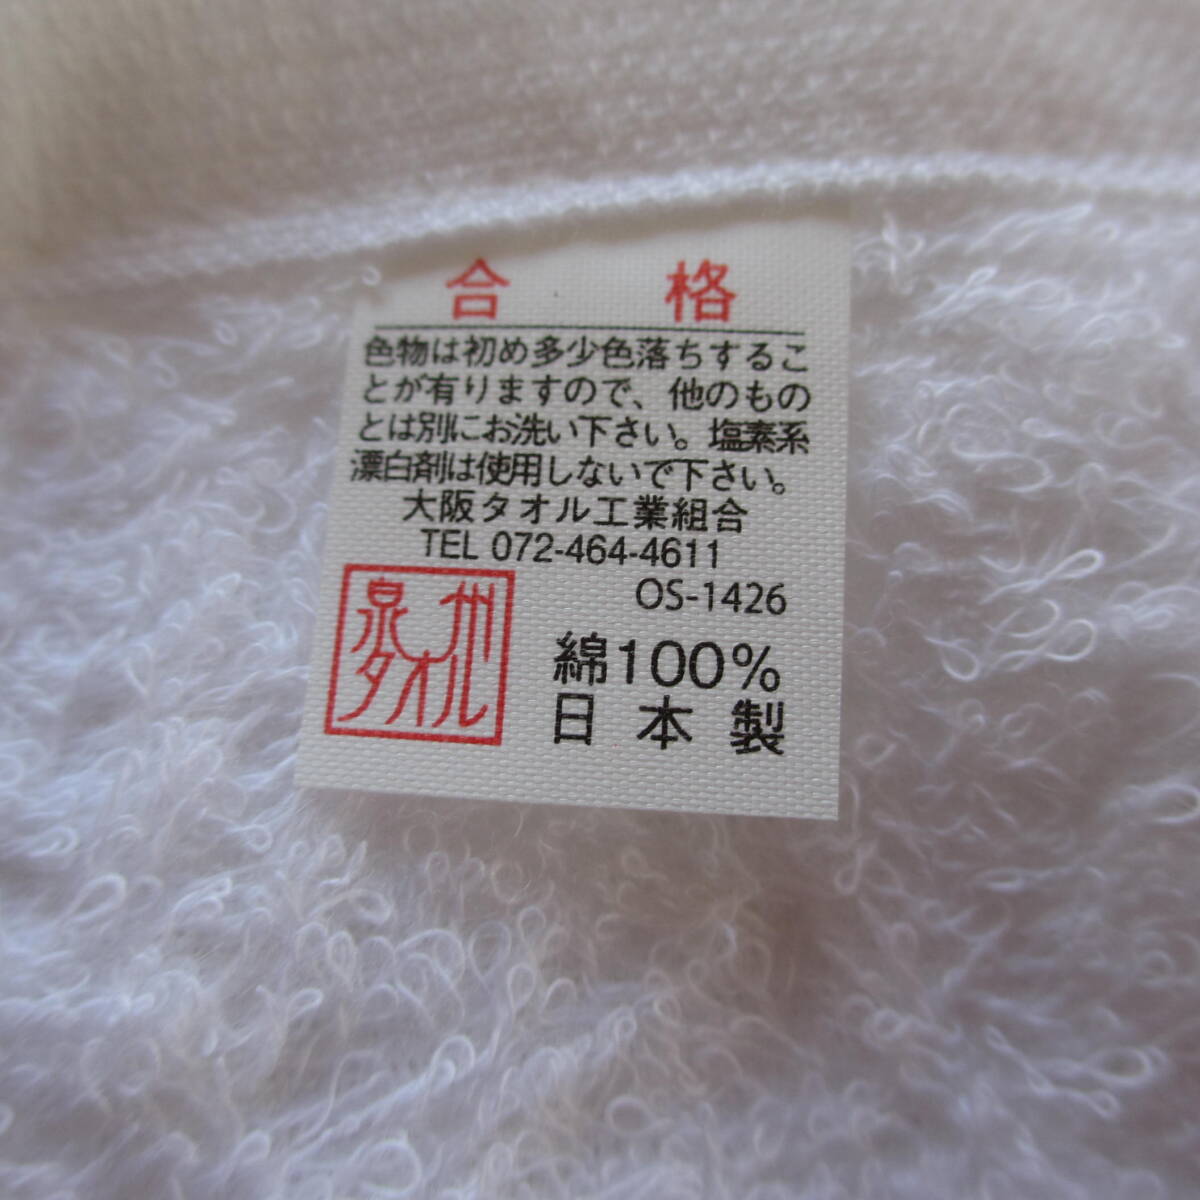 合格
色物は初め多少色落ちするこ
とが有りますので、他のもの
とは別にお洗い下さい。塩素系
漂白剤は使用しないで下さい。
大阪タオル工業組合
TEL 072-464-4611
OS-1426
泉州
タオル
綿100%
日本製